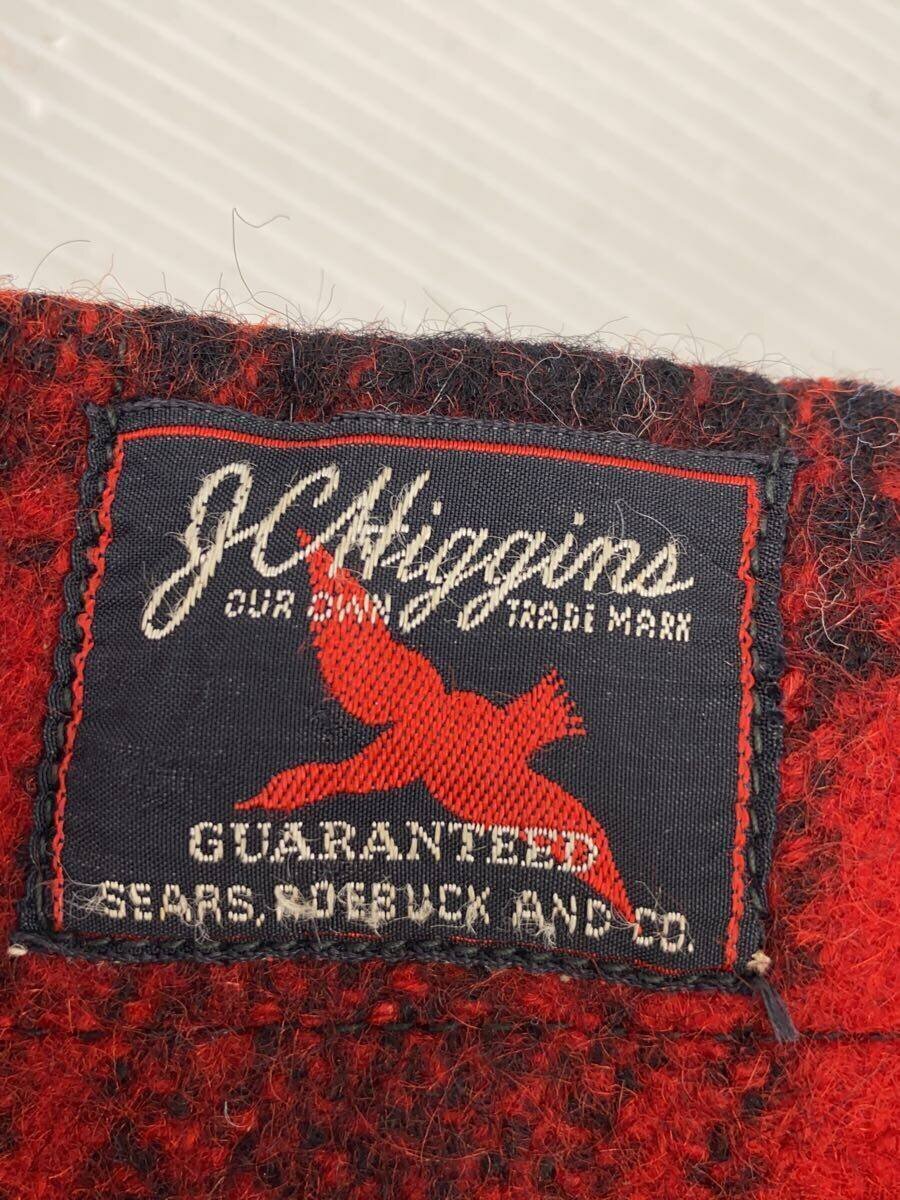 JCHiggins
OUR OWN TRADE MARK
GUARANTEED
SEARS, ROEBUCK AND CO.